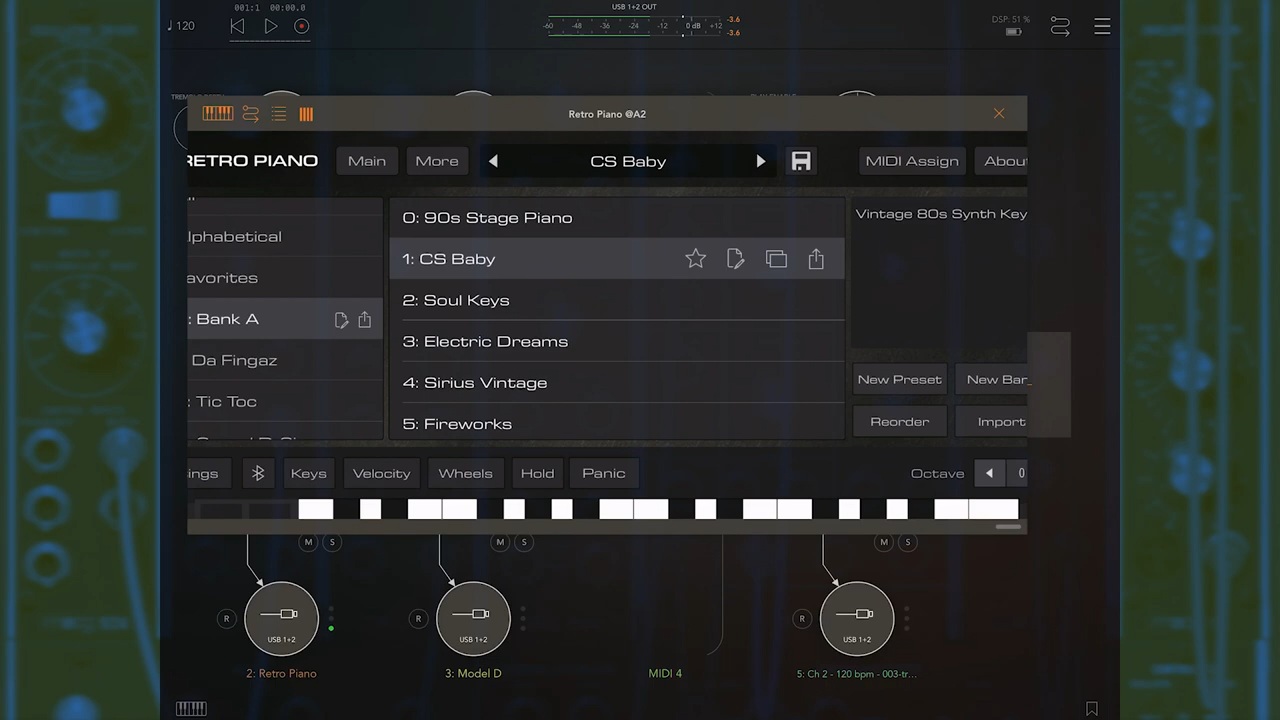 001:1 00:00.0
USB 1+2 OUT
♩ 120
-60 -48 -36 -24 -12 0 dB +12
-3.6
-3.6
DSP: 51 %
Retro Piano @A2
RETRO PIANO
Main
More
CS Baby
MIDI Assign
Abou
lphabetical
avorites
: Bank A
Da Fingaz
: Tic Toc
0: 90s Stage Piano
1: CS Baby
2: Soul Keys
3: Electric Dreams
4: Sirius Vintage
5: Fireworks
Vintage 80s Synth Key
New Preset
New Ban
Reorder
Import
ings
Keys
Velocity
Wheels
Hold
Panic
Octave
0
M S
M S
M S
R
USB 1+2
R
USB 1+2
R
USB 1+2
2: Retro Piano
3: Model D
MIDI 4
5: Ch 2 - 120 bpm - 003-tr...